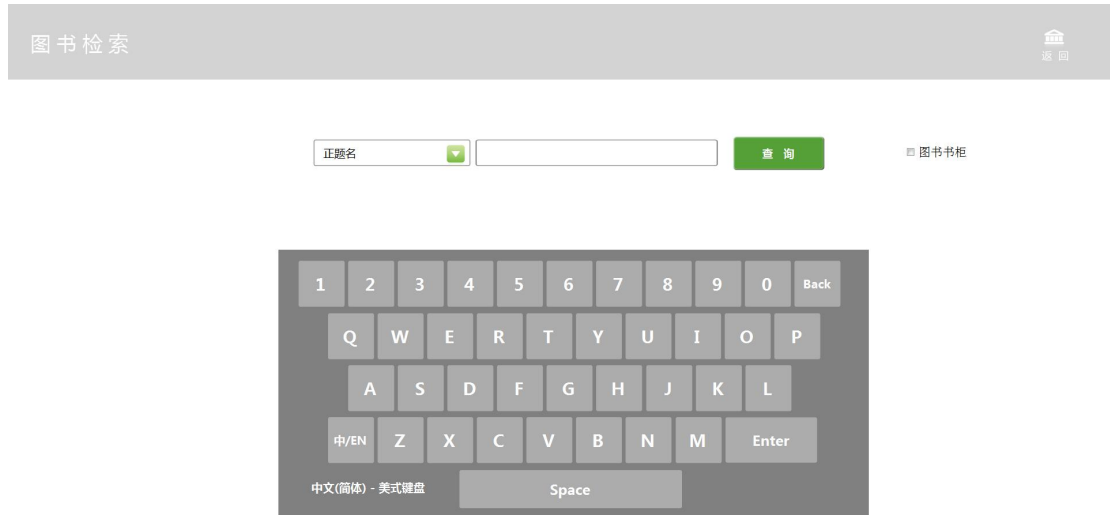 图书检索
返回
正题名
查询
图书书柜
1 2 3 4 5 6 7 8 9 0 Back
Q W E R T Y U I O P
A S D F G H J K L
中/EN Z X C V B N M Enter
中文(简体) - 美式键盘 Space